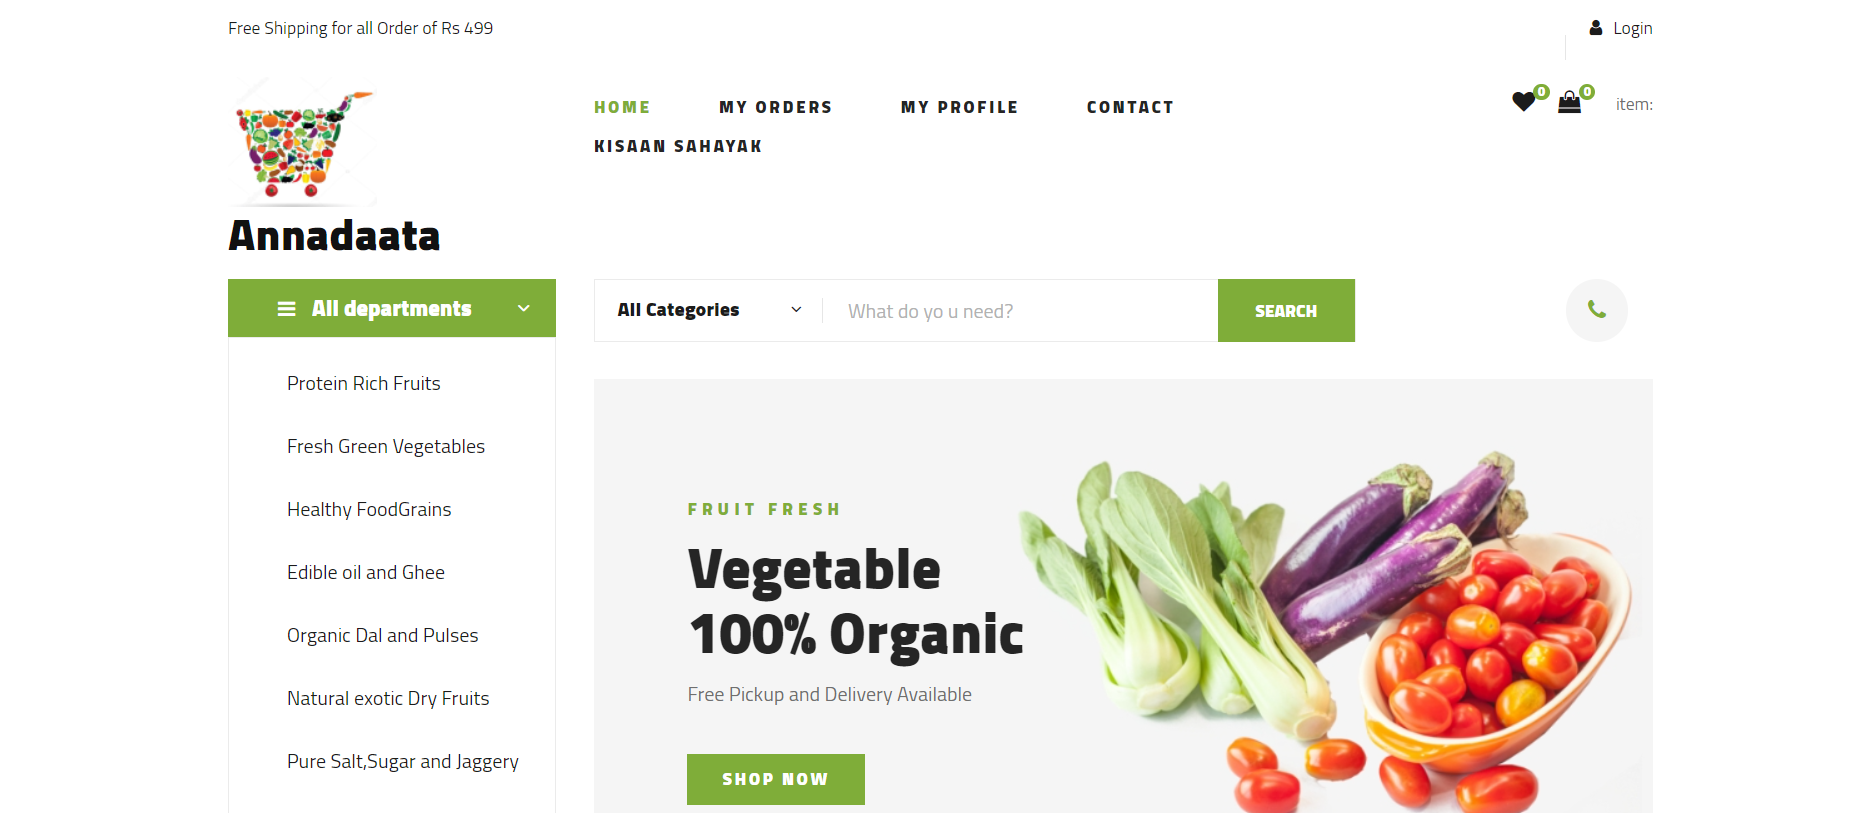 Free Shipping for all Order of Rs 499
Login
HOME MY ORDERS MY PROFILE CONTACT
KISAAN SAHAYAK
0 0 item:
Annadaata
All departments
All Categories What do yo u need? SEARCH
Protein Rich Fruits
Fresh Green Vegetables
Healthy FoodGrains
Edible oil and Ghee
Organic Dal and Pulses
Natural exotic Dry Fruits
Pure Salt,Sugar and Jaggery
FRUIT FRESH
Vegetable
100% Organic
Free Pickup and Delivery Available
SHOP NOW